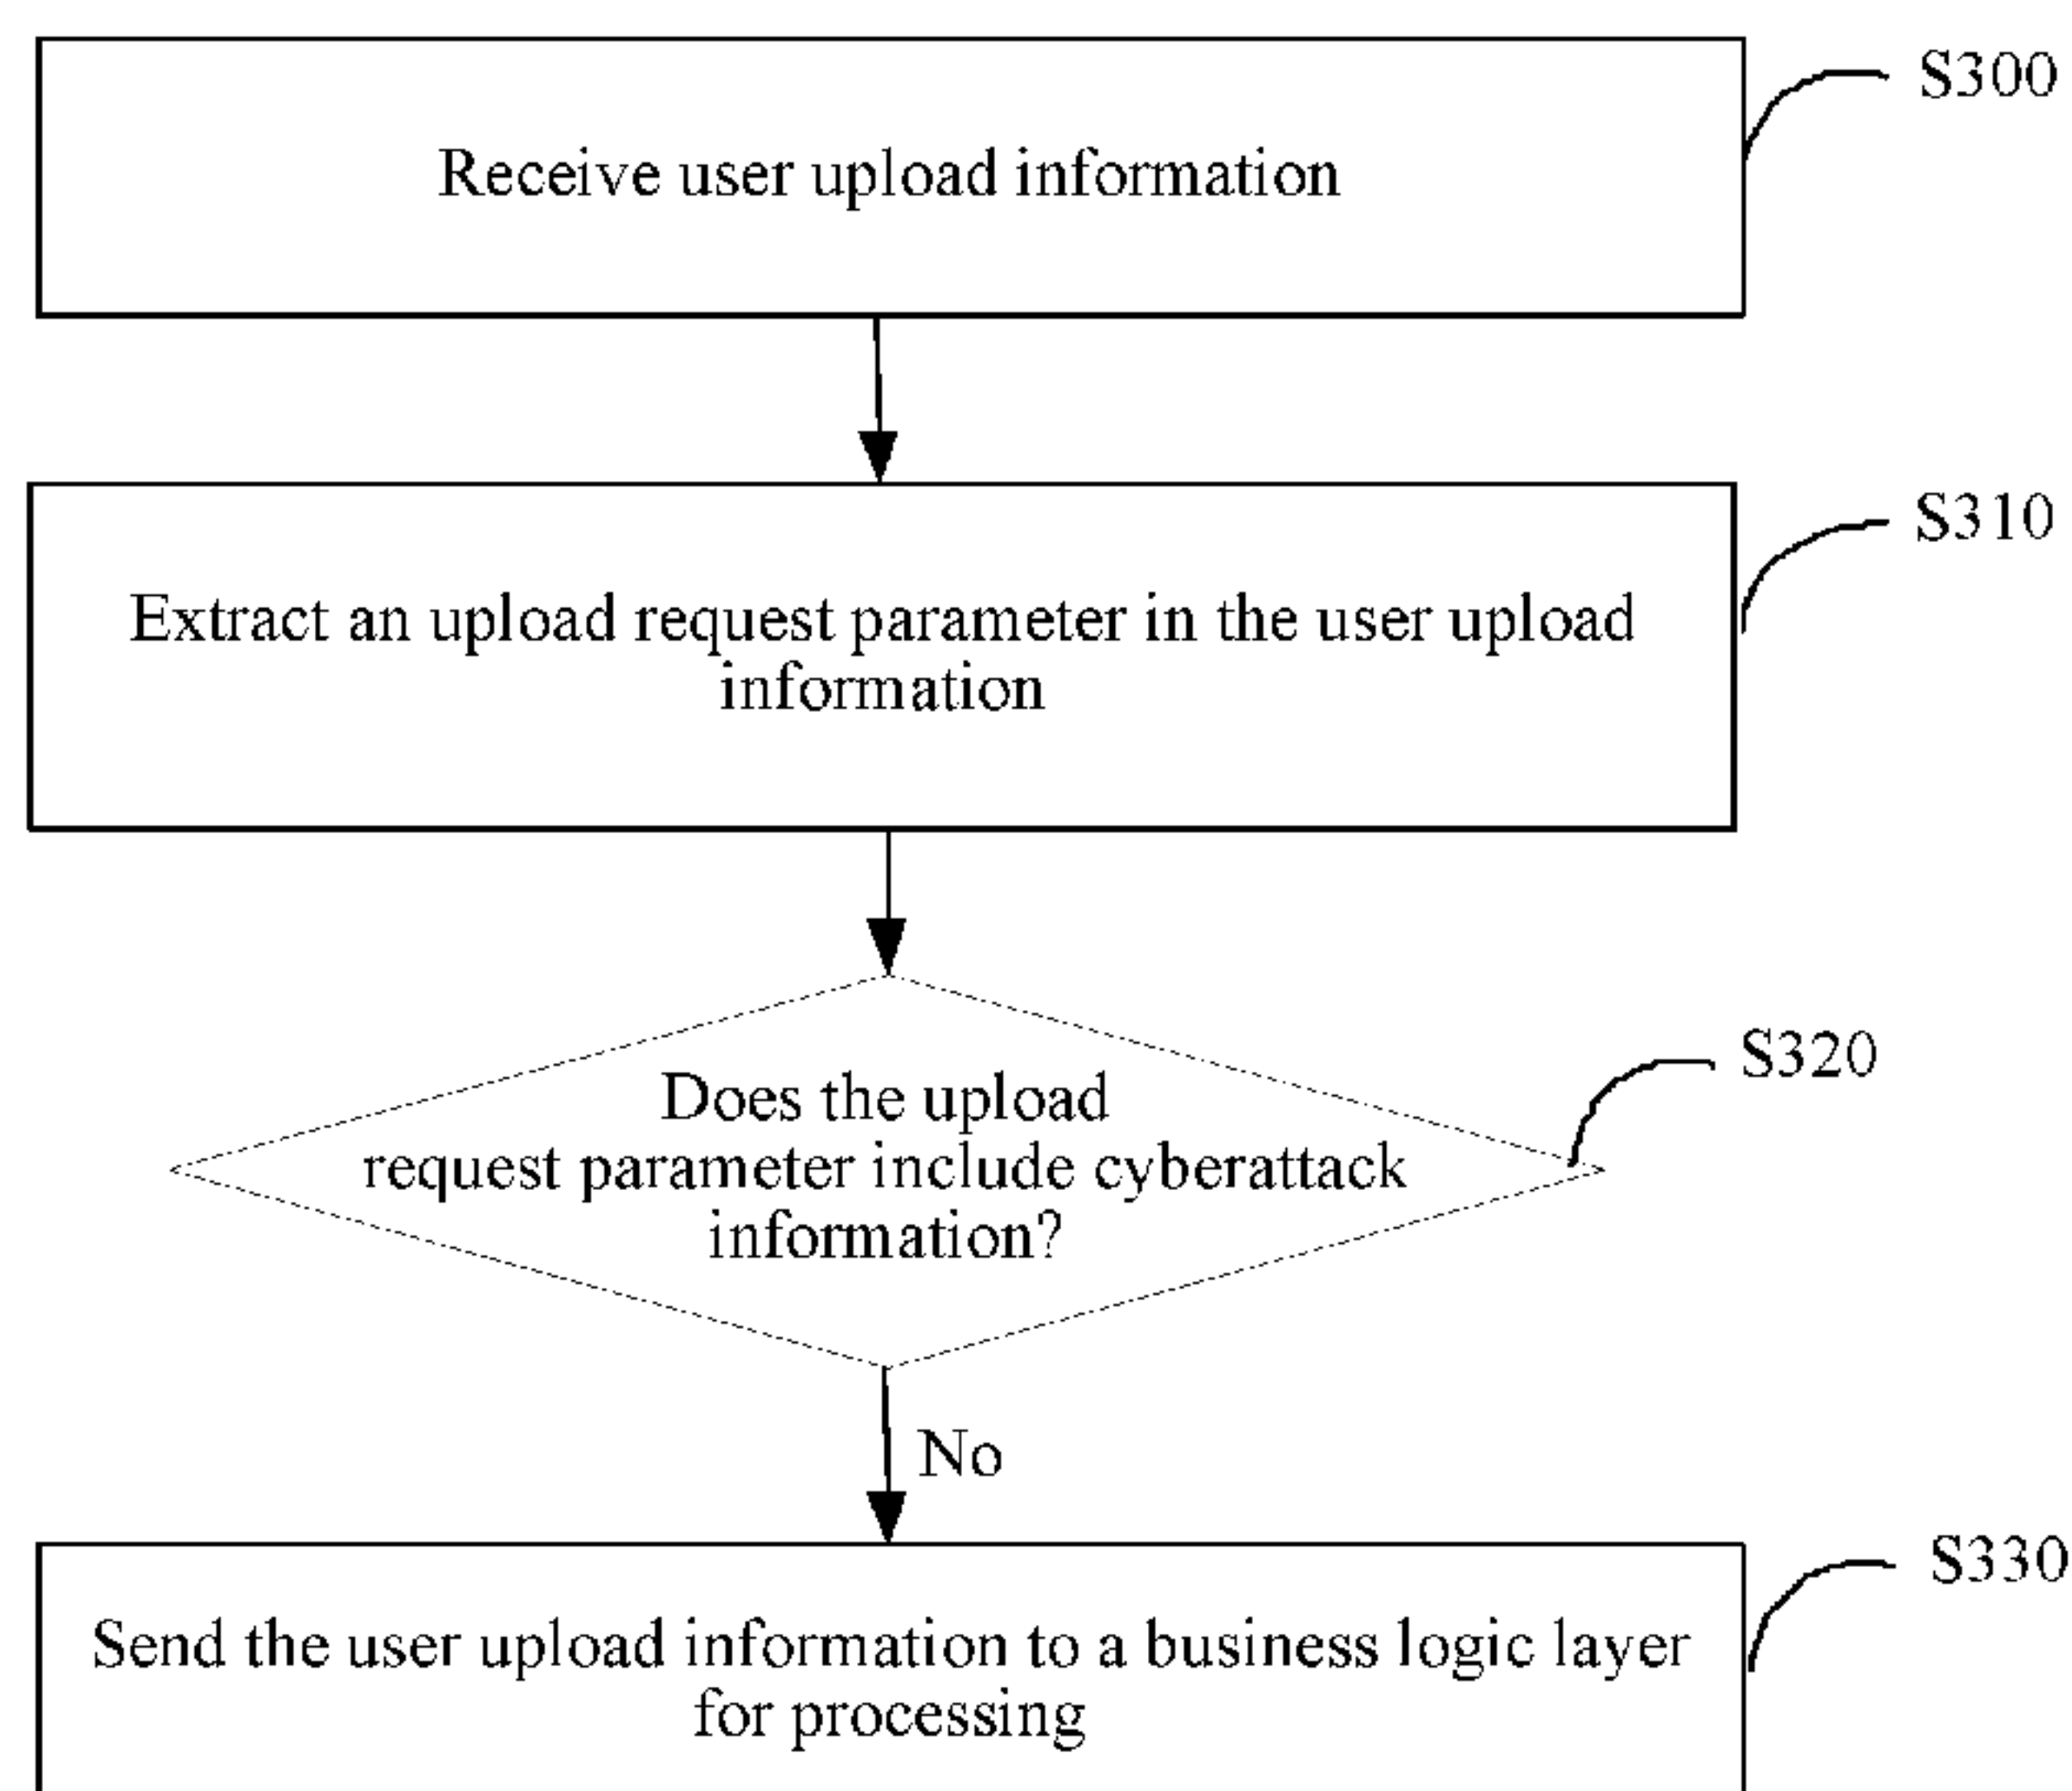 S300
Receive user upload information
S310
Extract an upload request parameter in the user upload
information
S320
Does the upload
request parameter include cyberattack
information?
No
S330
Send the user upload information to a business logic layer
for processing